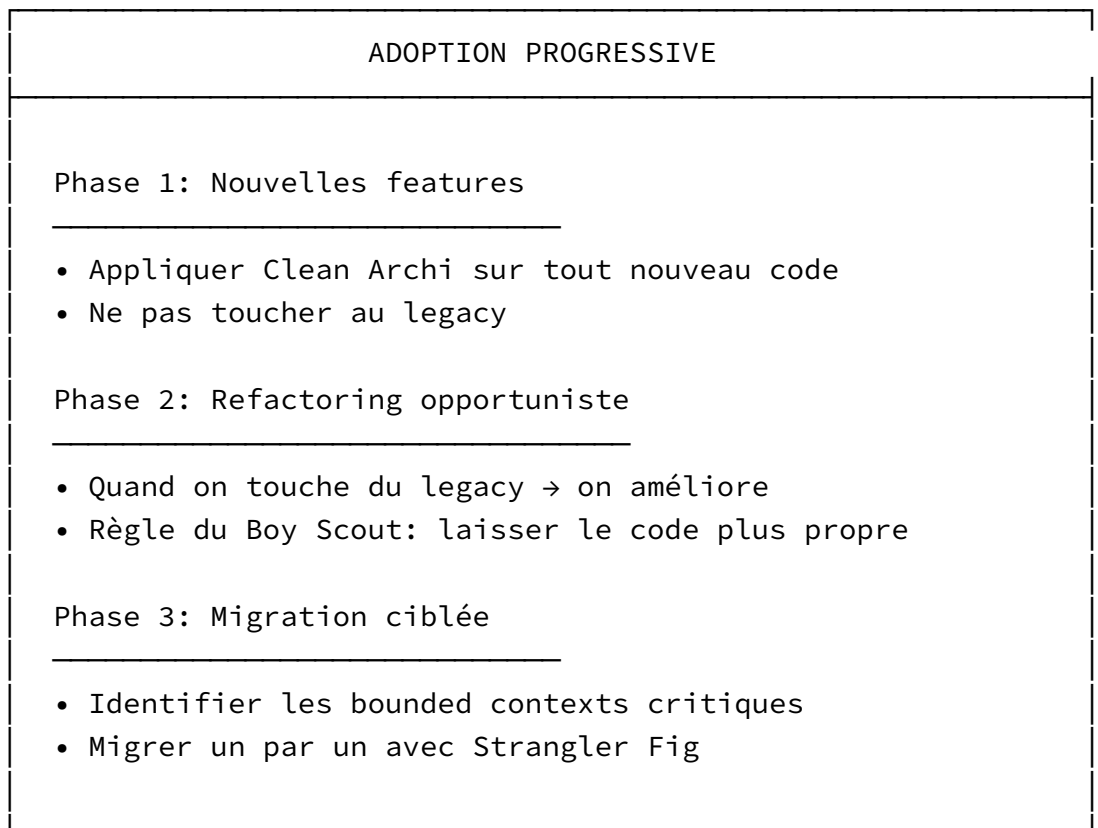 ADOPTION PROGRESSIVE
Phase 1: Nouvelles features
• Appliquer Clean Archi sur tout nouveau code
• Ne pas toucher au legacy
Phase 2: Refactoring opportuniste
• Quand on touche du legacy → on améliore
• Règle du Boy Scout: laisser le code plus propre
Phase 3: Migration ciblée
• Identifier les bounded contexts critiques
• Migrer un par un avec Strangler Fig